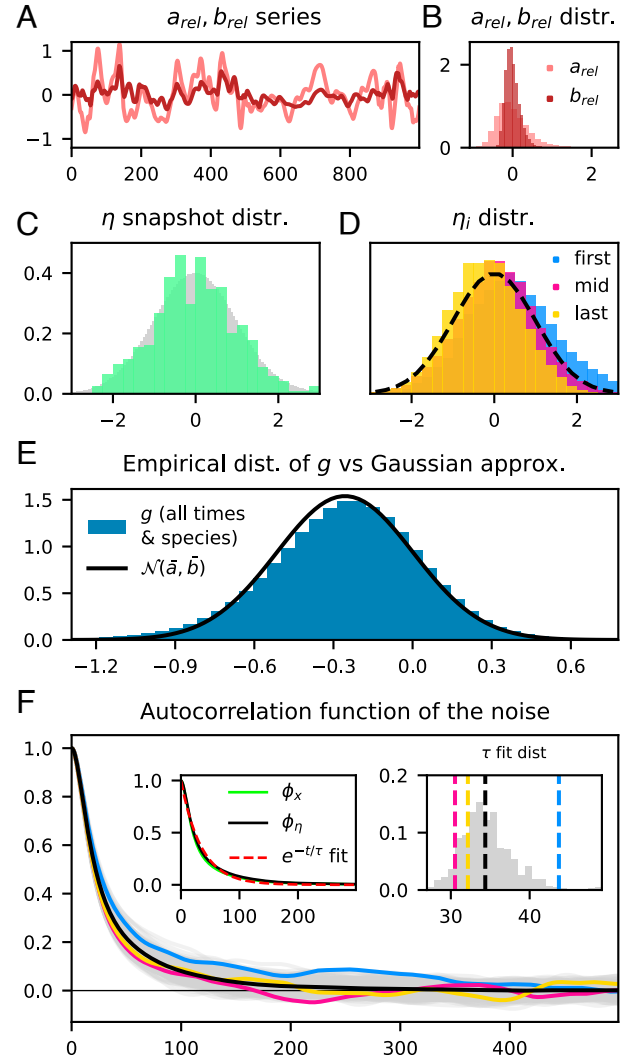 A
a_rel, b_rel series
1
0
−1
0 200 400 600 800
B
a_rel, b_rel distr.
2
0
a_rel
b_rel
0 2
C
η snapshot distr.
0.4
0.2
0.0
−2 0 2
D
η_i distr.
first
mid
last
−2 0 2
E
Empirical dist. of g vs Gaussian approx.
1.5
1.0
0.5
0.0
g (all times
& species)
𝒩(ā, b̄)
−1.2 −0.9 −0.6 −0.3 0.0 0.3 0.6
F
Autocorrelation function of the noise
1.0
0.8
0.6
0.4
0.2
0.0
0 100 200 300 400
1.0
0.5
0.0
ϕ_x
ϕ_η
e^{−t/τ} fit
0 100 200
τ fit dist
0.2
0.1
0.0
30 40